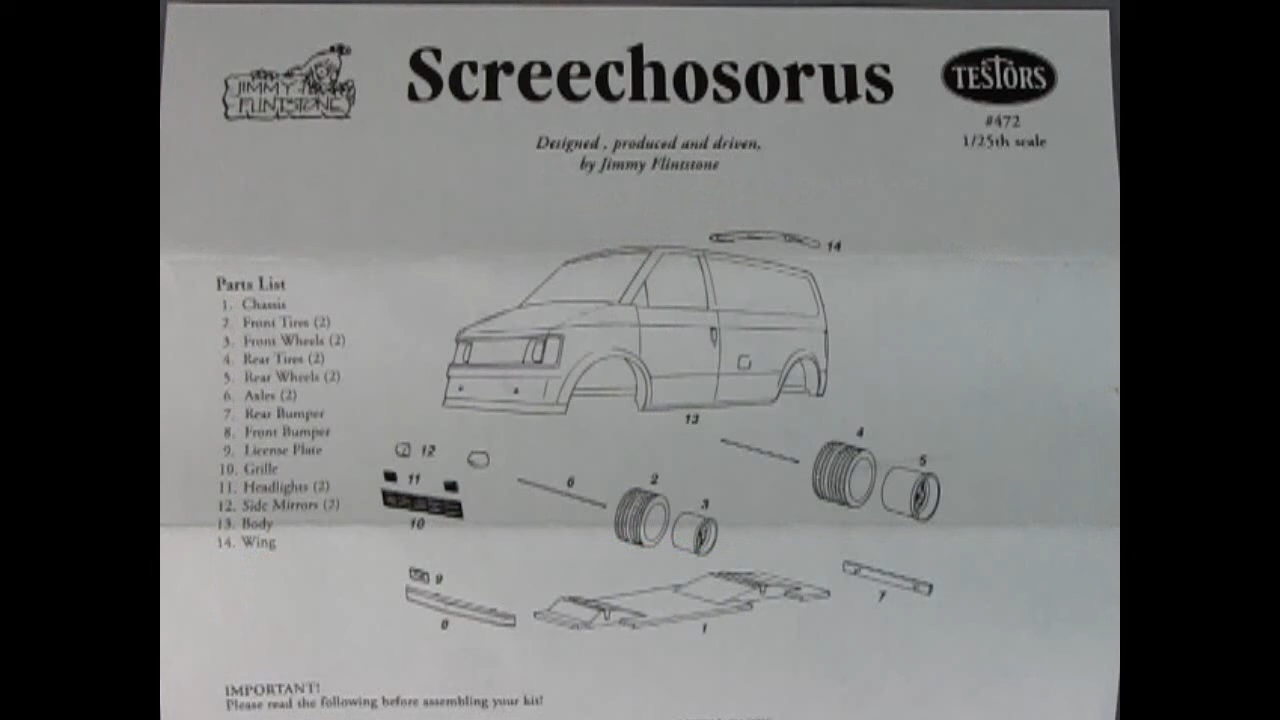 JIMMY
FLINTSTONE
Screechosorus
TESTORS
#472
1/25th scale
Designed , produced and driven,
by Jimmy Flintstone
14
Parts List
1. Chassis
2. Front Tires (2)
3. Front Wheels (2)
4. Rear Tires (2)
5. Rear Wheels (2)
6. Axles (2)
7. Rear Bumper
8. Front Bumper
9. License Plate
10. Grille
11. Headlights (2)
12. Side Mirrors (2)
13. Body
14. Wing
13
4
12
5
11
6
2
3
10
9
7
8
1
IMPORTANT!
Please read the following before assembling your kit!